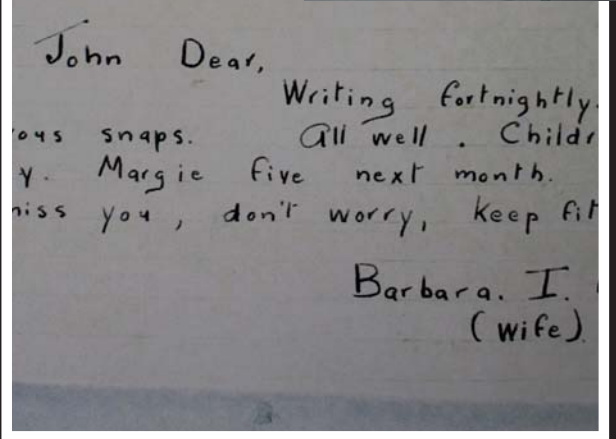 John Dear,
Writing fortnightly.
snaps. All well. Childr
y. Margie five next month.
you, don't worry, keep fit
Barbara. I.
(wife).